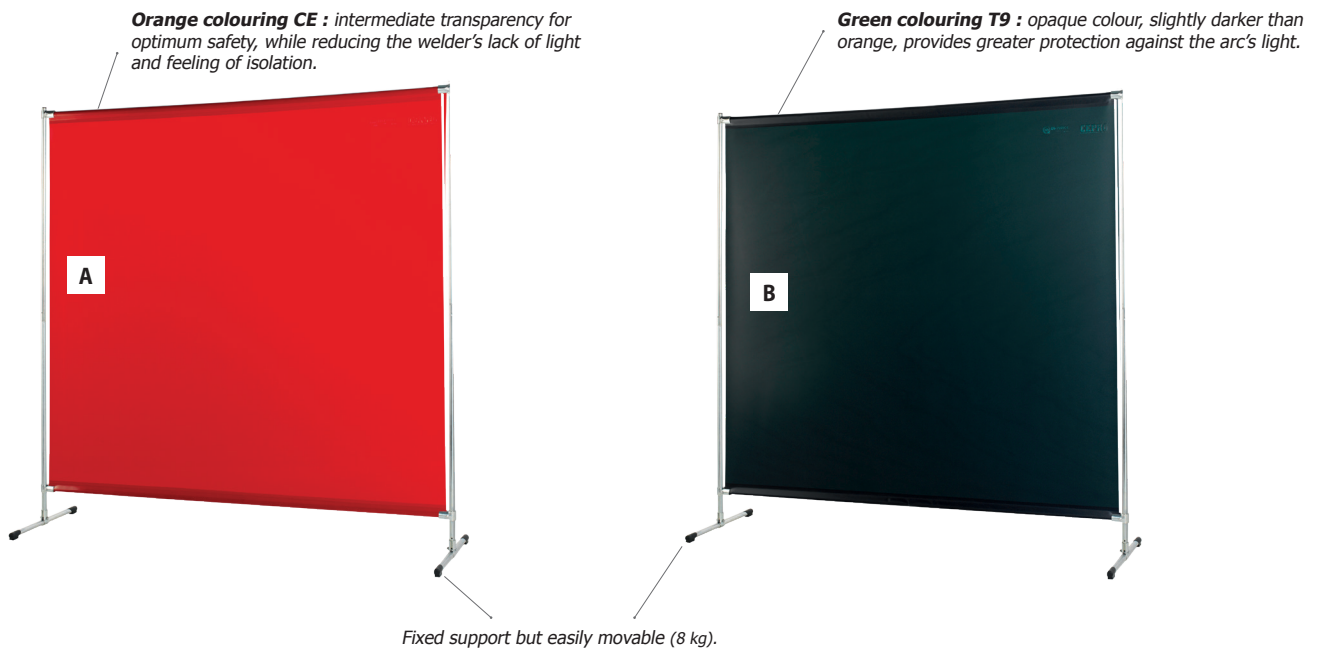 Orange colouring CE : intermediate transparency for
optimum safety, while reducing the welder's lack of light
and feeling of isolation.
Green colouring T9 : opaque colour, slightly darker than
orange, provides greater protection against the arc's light.
A
B
Fixed support but easily movable (8 kg).